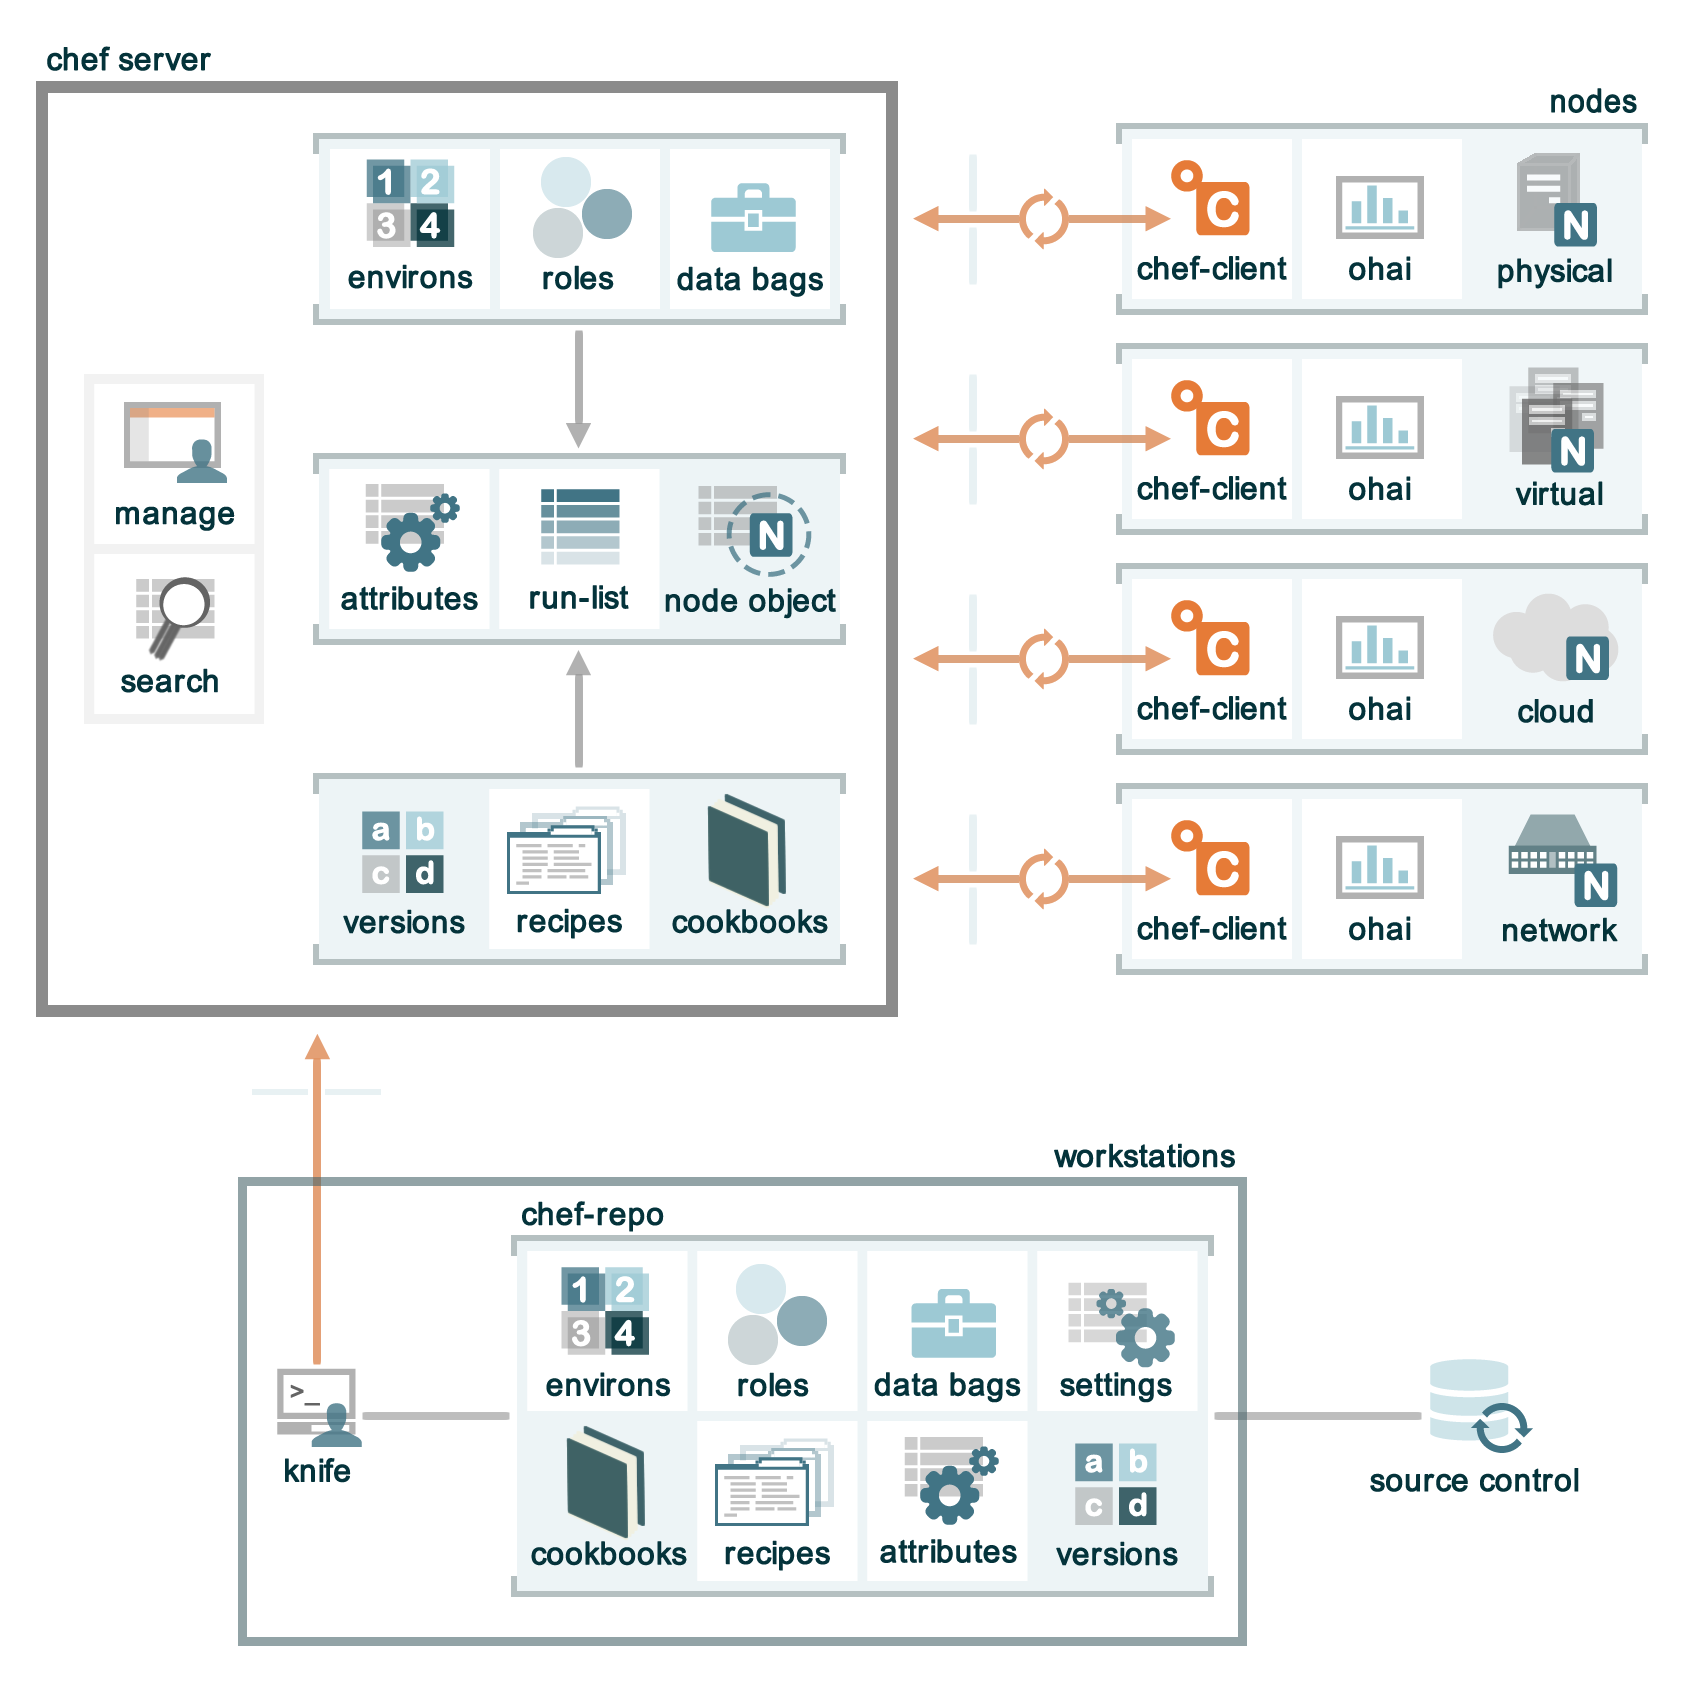 chef server
1 2
3 4
environs
roles
data bags
manage
search
attributes
run-list
N
node object
a b
c d
versions
recipes
cookbooks
nodes
C
chef-client
ohai
N
physical
C
chef-client
ohai
N
virtual
C
chef-client
ohai
N
cloud
C
chef-client
ohai
N
network
workstations
chef-repo
1 2
3 4
environs
roles
data bags
settings
>_
knife
cookbooks
recipes
attributes
a b
c d
versions
source control